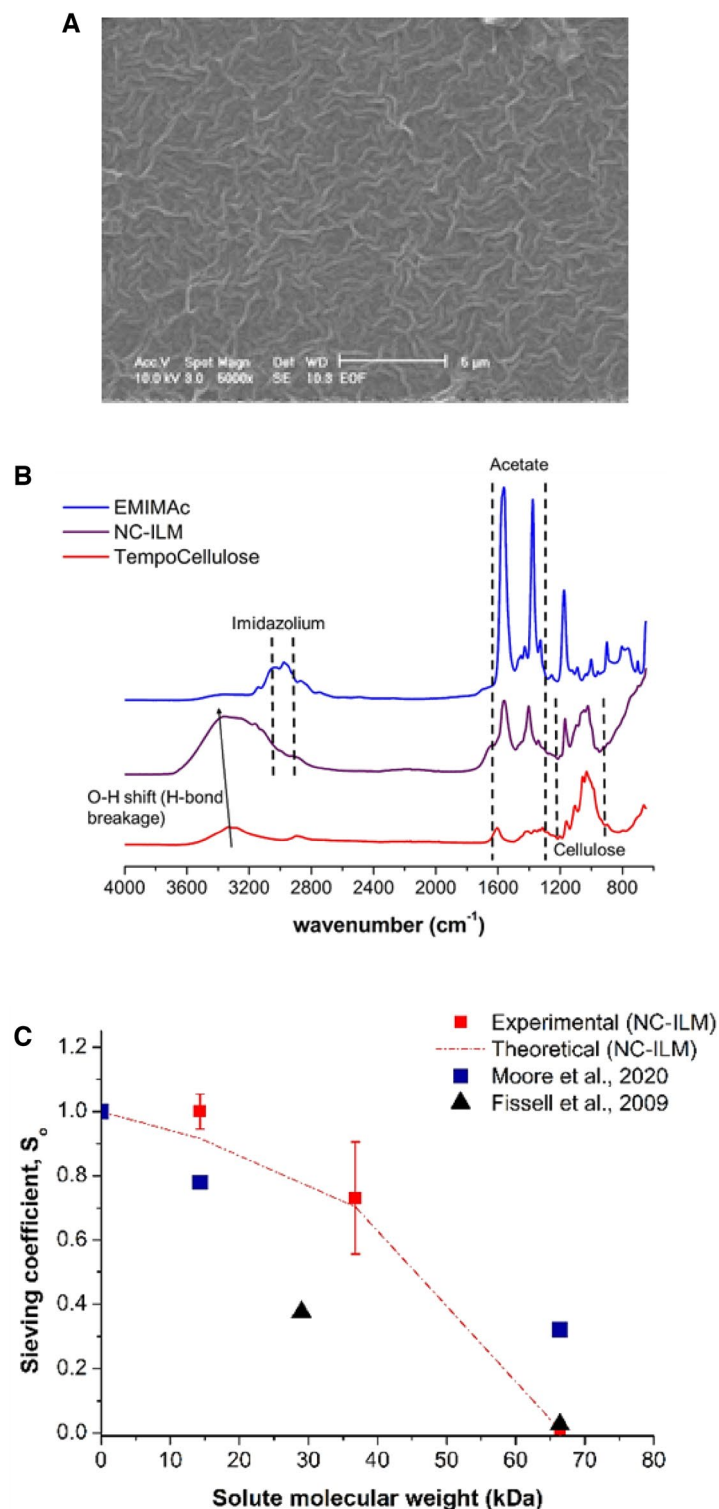 A
Acc.V Spot Magn Det WD 5 µm
10.0 kV 3.0 5000x SE 10.3 EOF
B
EMIMAc
NC-ILM
TempoCellulose
Acetate
Imidazolium
O-H shift (H-bond
breakage)
Cellulose
4000 3600 3200 2800 2400 2000 1600 1200 800
wavenumber (cm⁻¹)
C
Experimental (NC-ILM)
Theoretical (NC-ILM)
Moore et al., 2020
Fissell et al., 2009
Sieving coefficient, Sₒ
1.2
1.0
0.8
0.6
0.4
0.2
0.0
0 10 20 30 40 50 60 70 80
Solute molecular weight (kDa)